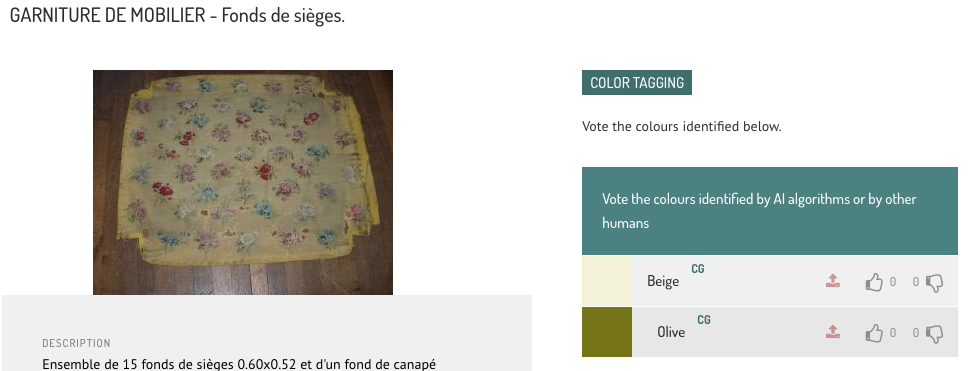 GARNITURE DE MOBILIER - Fonds de sièges.
COLOR TAGGING
Vote the colours identified below.
Vote the colours identified by AI algorithms or by other
humans
Beige CG 0 0
Olive CG 0 0
DESCRIPTION
Ensemble de 15 fonds de sièges 0.60x0.52 et d'un fond de canapé